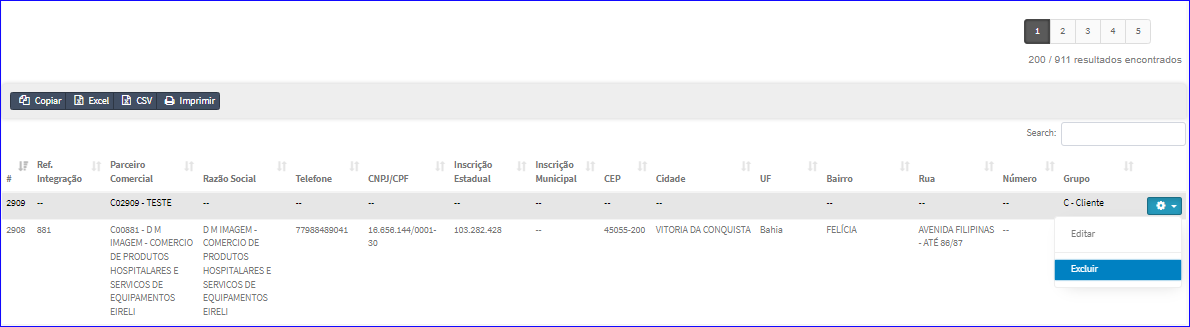 1 2 3 4 5
200 / 911 resultados encontrados
Copiar Excel CSV Imprimir
Search:
# Ref. Integração Parceiro Comercial Razão Social Telefone CNPJ/CPF Inscrição Estadual Inscrição Municipal CEP Cidade UF Bairro Rua Número Grupo
2909 -- C02909 - TESTE -- -- -- -- -- -- -- -- -- -- -- C - Cliente
2908 881 C00881 - D M IMAGEM - COMERCIO DE PRODUTOS HOSPITALARES E SERVICOS DE EQUIPAMENTOS EIRELI D M IMAGEM - COMERCIO DE PRODUTOS HOSPITALARES E SERVICOS DE EQUIPAMENTOS EIRELI 77988489041 16.656.144/0001-30 103.282.428 -- 45055-200 VITORIA DA CONQUISTA Bahia FELÍCIA AVENIDA FILIPINAS - ATÉ 86/87 --
Editar
Excluir